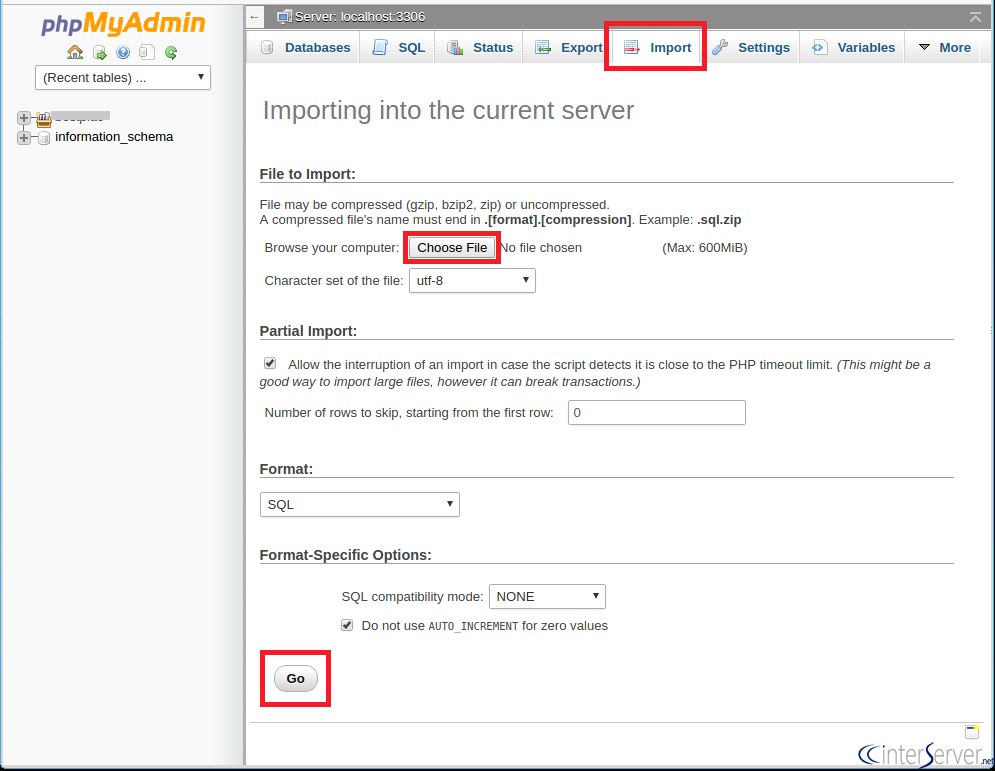 phpMyAdmin
(Recent tables) ...
information_schema
Server: localhost:3306
Databases SQL Status Export Import Settings Variables More
Importing into the current server
File to Import:
File may be compressed (gzip, bzip2, zip) or uncompressed.
A compressed file's name must end in .[format].[compression]. Example: .sql.zip
Browse your computer: Choose File No file chosen (Max: 600MiB)
Character set of the file: utf-8
Partial Import:
Allow the interruption of an import in case the script detects it is close to the PHP timeout limit. (This might be a
good way to import large files, however it can break transactions.)
Number of rows to skip, starting from the first row: 0
Format:
SQL
Format-Specific Options:
SQL compatibility mode: NONE
Do not use AUTO_INCREMENT for zero values
Go
interServer.net